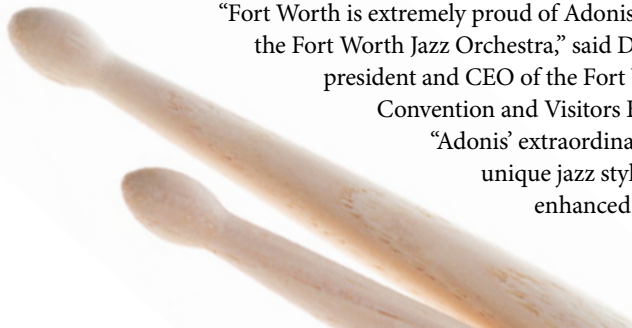 “Fort Worth is extremely proud of Adonis
the Fort Worth Jazz Orchestra,” said D
president and CEO of the Fort
Convention and Visitors
“Adonis’ extraordina
unique jazz styl
enhanced